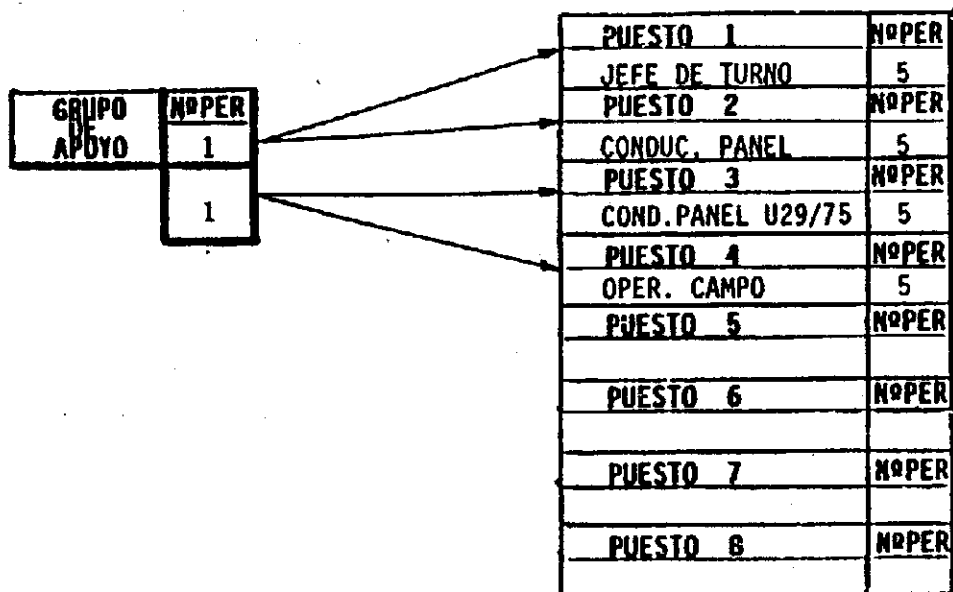 GRUPO
DE
APOYO
NºPER
1
1
PUESTO 1 NºPER
JEFE DE TURNO 5
PUESTO 2 NºPER
CONDUC. PANEL 5
PUESTO 3 NºPER
COND.PANEL U29/75 5
PUESTO 4 NºPER
OPER. CAMPO 5
PUESTO 5 NºPER
PUESTO 6 NºPER
PUESTO 7 NºPER
PUESTO 8 NºPER